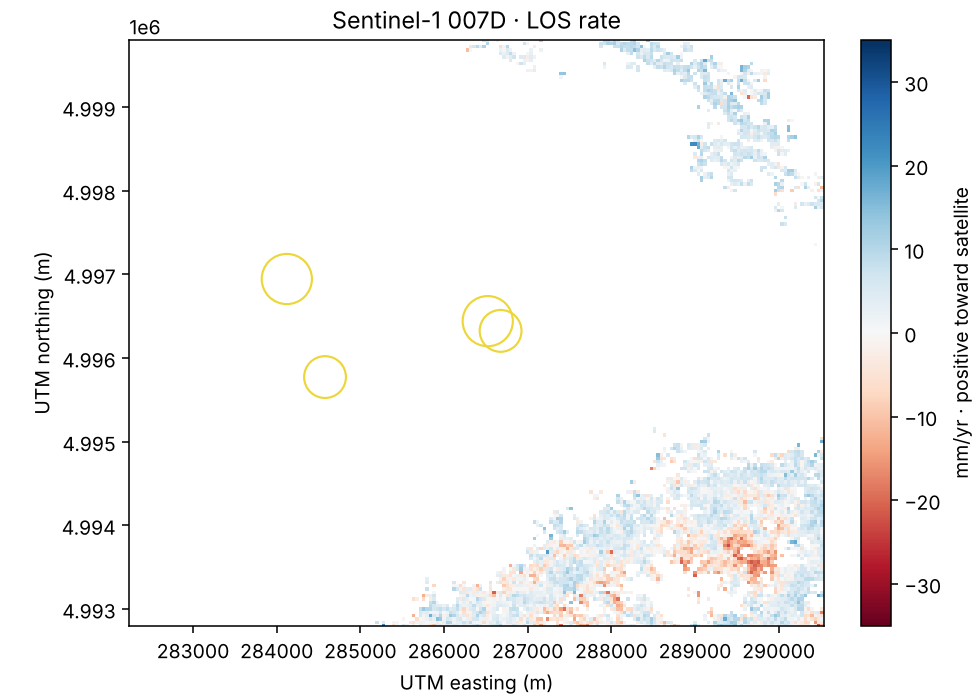 Sentinel-1 007D · LOS rate
1e6
4.999
4.998
4.997
4.996
4.995
4.994
4.993
UTM northing (m)
283000 284000 285000 286000 287000 288000 289000 290000
UTM easting (m)
30
20
10
0
−10
−20
−30
mm/yr · positive toward satellite